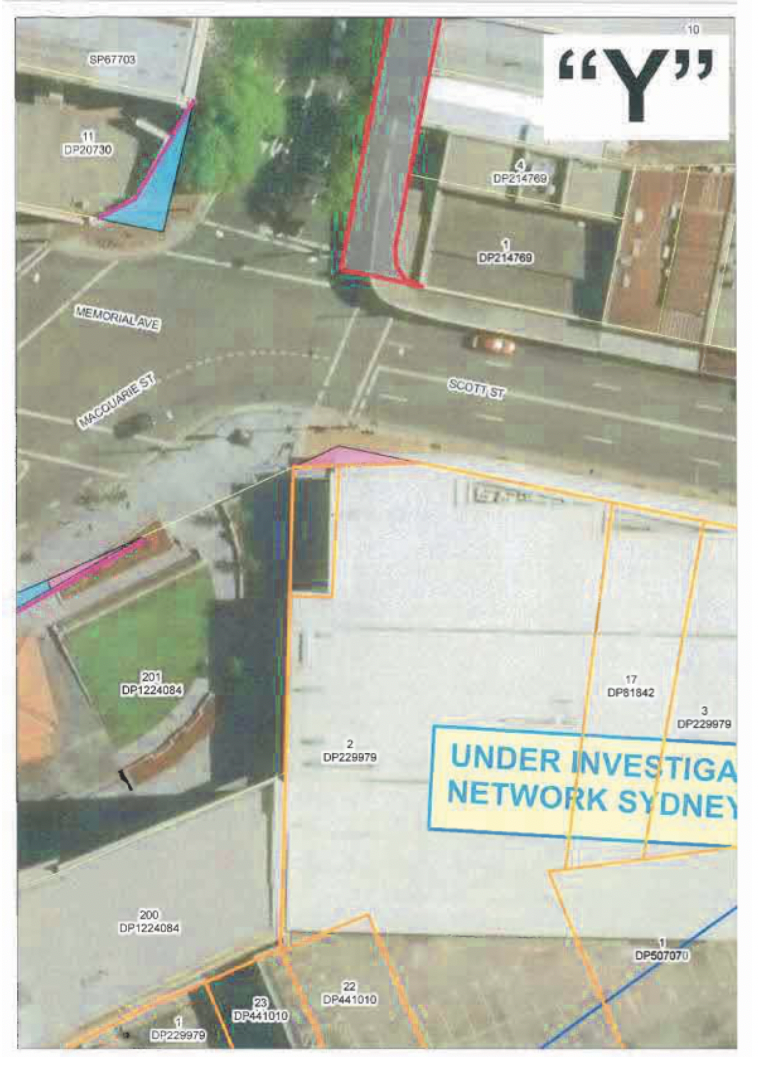 10
"Y"
SP67703
11
DP20730
4
DP214769
1
DP214769
MEMORIAL AVE
MACQUARIE ST
SCOTT ST
201
DP1224084
17
DP81842
3
DP229979
2
DP229979
UNDER INVESTIGA
NETWORK SYDNEY
200
DP1224084
1
DP507070
22
DP441010
23
DP441010
1
DP229979